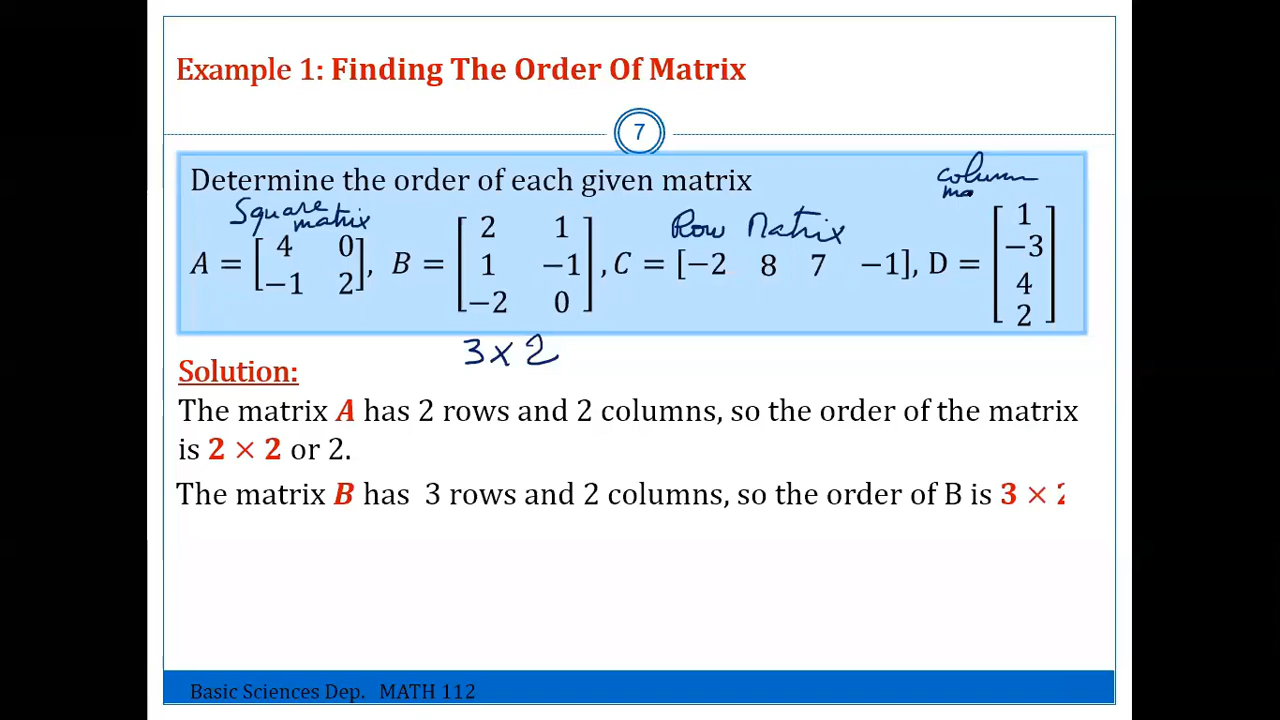 Example 1: Finding The Order Of Matrix
7
Determine the order of each given matrix
column
ma
Square
matrix
Row Matrix
A = [4 0
-1 2], B = [2 1
1 -1
-2 0], C = [-2 8 7 -1], D = [1
-3
4
2]
3 x 2
Solution:
The matrix A has 2 rows and 2 columns, so the order of the matrix
is 2 × 2 or 2.
The matrix B has 3 rows and 2 columns, so the order of B is 3 × 2
Basic Sciences Dep. MATH 112